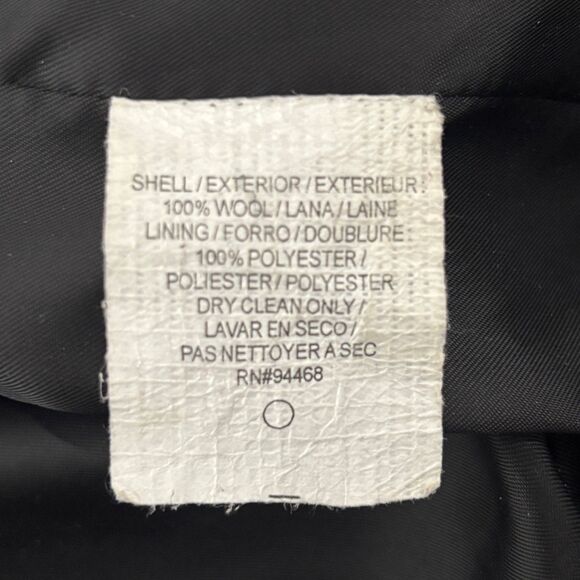 SHELL/EXTERIOR/EXTERIEUR:
100% WOOL/LANA/LAINE
LINING/FORRO/DOUBLURE:
100% POLYESTER/
POLIESTER/POLYESTER
DRY CLEAN ONLY/
LAVAR EN SECO/
PAS NETTOYER A SEC
RN#94468